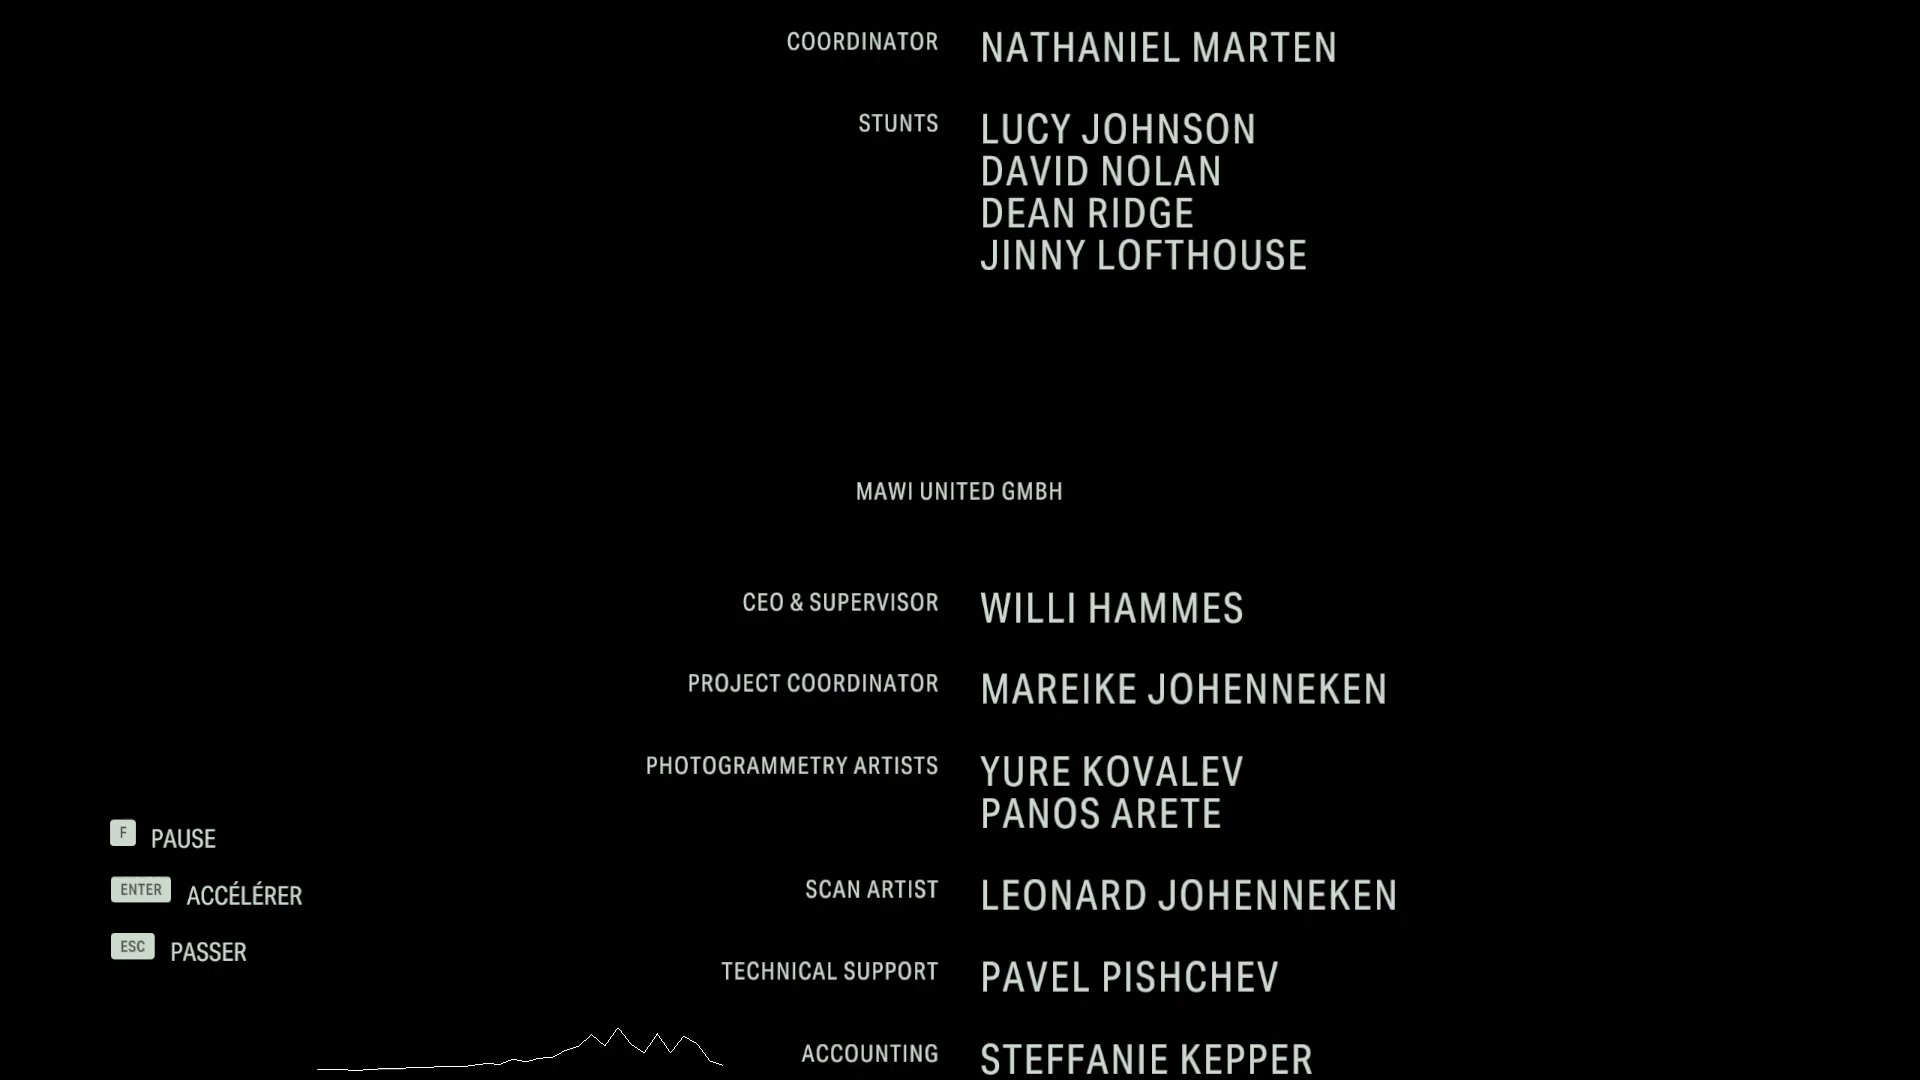 COORDINATOR NATHANIEL MARTEN
STUNTS LUCY JOHNSON
DAVID NOLAN
DEAN RIDGE
JINNY LOFTHOUSE
MAWI UNITED GMBH
CEO & SUPERVISOR WILLI HAMMES
PROJECT COORDINATOR MAREIKE JOHENNEKEN
PHOTOGRAMMETRY ARTISTS YURE KOVALEV
PANOS ARETE
SCAN ARTIST LEONARD JOHENNEKEN
TECHNICAL SUPPORT PAVEL PISHCHEV
ACCOUNTING STEFFANIE KEPPER
F PAUSE
ENTER ACCÉLÉRER
ESC PASSER